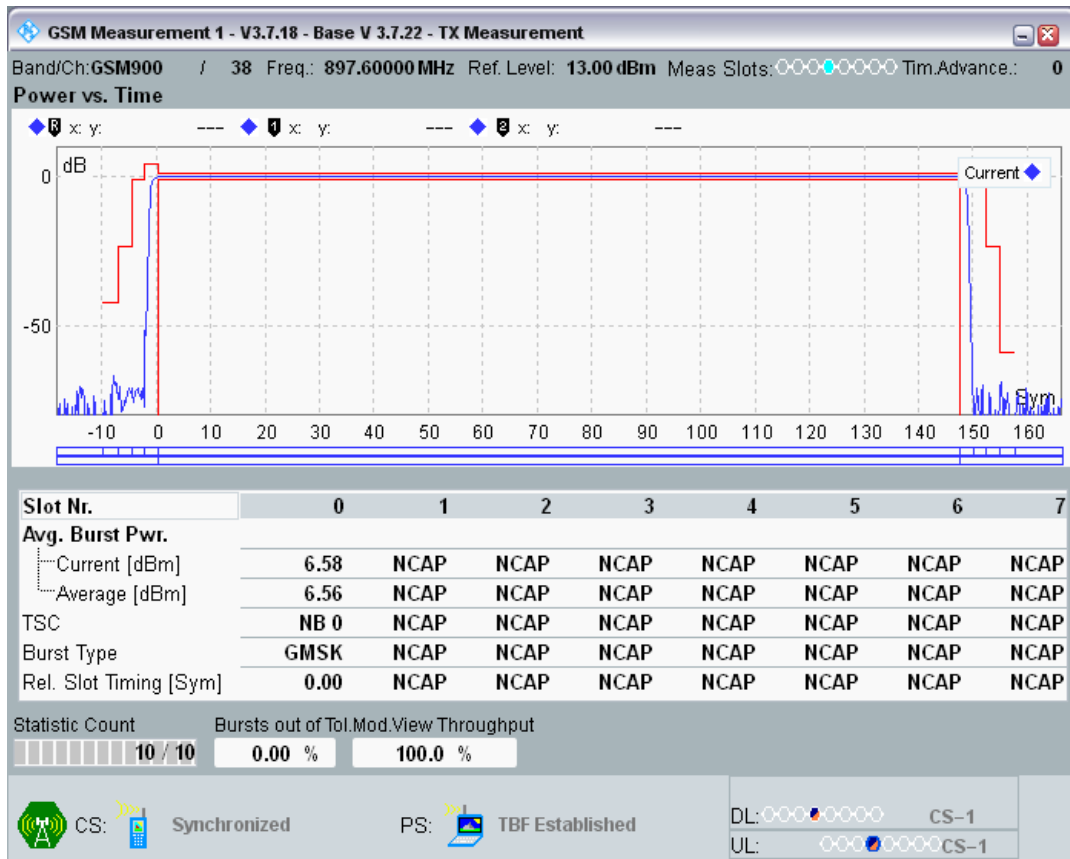 GSM Measurement 1 - V3.7.18 - Base V 3.7.22 - TX Measurement
Band/Ch:GSM900 / 38 Freq.: 897.60000 MHz Ref. Level: 13.00 dBm Meas Slots: Tim.Advance.: 0
Power vs. Time
R x: y: --- 1 x: y: --- 2 x: y: ---
dB
Current
0
-50
Sym
-10 0 10 20 30 40 50 60 70 80 90 100 110 120 130 140 150 160
Slot Nr. 0 1 2 3 4 5 6 7
Avg. Burst Pwr.
Current [dBm] 6.58 NCAP NCAP NCAP NCAP NCAP NCAP NCAP
Average [dBm] 6.56 NCAP NCAP NCAP NCAP NCAP NCAP NCAP
TSC NB 0 NCAP NCAP NCAP NCAP NCAP NCAP NCAP
Burst Type GMSK NCAP NCAP NCAP NCAP NCAP NCAP NCAP
Rel. Slot Timing [Sym] 0.00 NCAP NCAP NCAP NCAP NCAP NCAP NCAP
Statistic Count Bursts out of Tol.Mod.View Throughput
10 / 10 0.00 % 100.0 %
CS: Synchronized PS: TBF Established
DL: CS-1
UL: CS-1